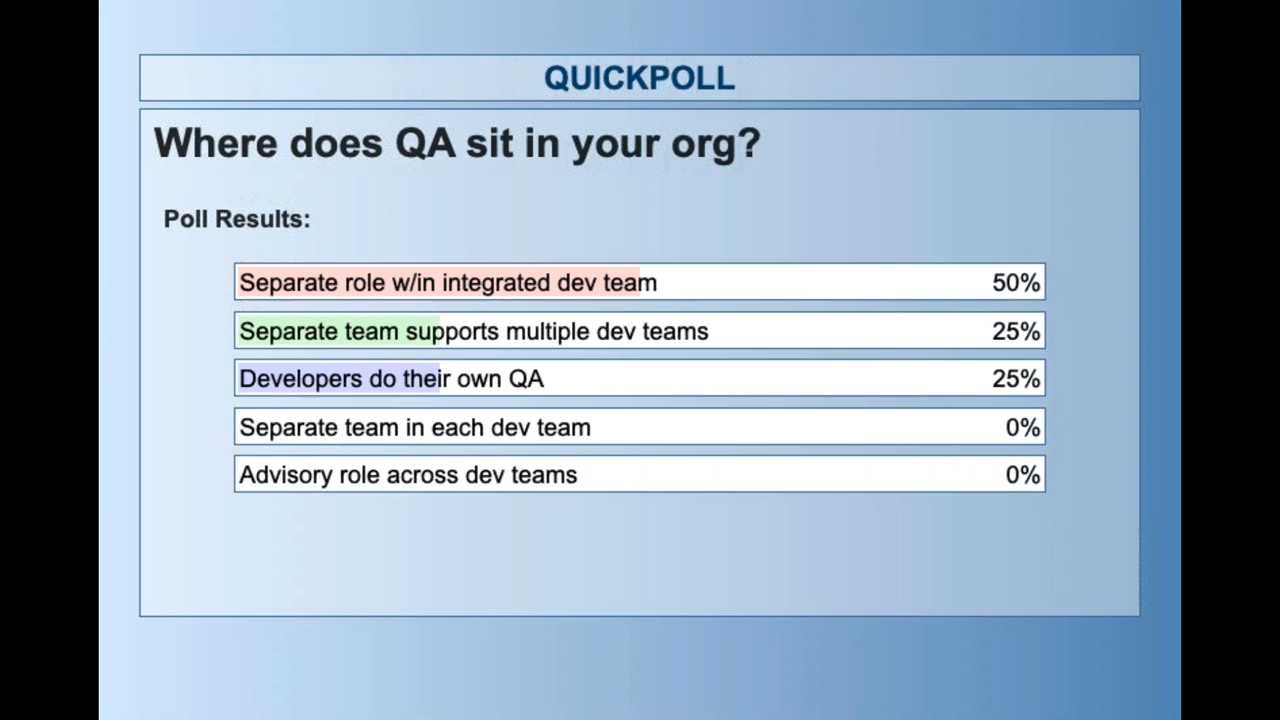 QUICKPOLL
Where does QA sit in your org?
Poll Results:
Separate role w/in integrated dev team 50%
Separate team supports multiple dev teams 25%
Developers do their own QA 25%
Separate team in each dev team 0%
Advisory role across dev teams 0%